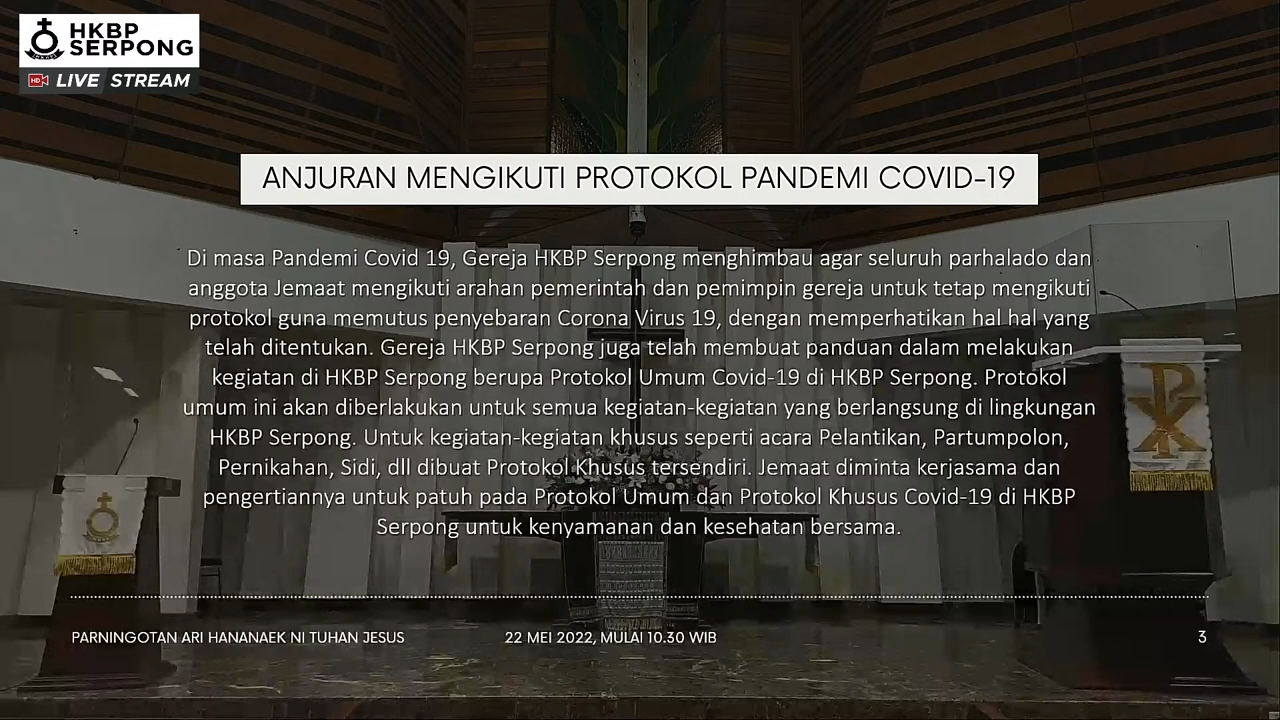 HKBP
SERPONG
HD LIVE STREAM
ANJURAN MENGIKUTI PROTOKOL PANDEMI COVID-19
Di masa Pandemi Covid 19, Gereja HKBP Serpong menghimbau agar seluruh parhalado dan
anggota Jemaat mengikuti arahan pemerintah dan pemimpin gereja untuk tetap mengikuti
protokol guna memutus penyebaran Corona Virus 19, dengan memperhatikan hal hal yang
telah ditentukan. Gereja HKBP Serpong juga telah membuat panduan dalam melakukan
kegiatan di HKBP Serpong berupa Protokol Umum Covid-19 di HKBP Serpong. Protokol
umum ini akan diberlakukan untuk semua kegiatan-kegiatan yang berlangsung di lingkungan
HKBP Serpong. Untuk kegiatan-kegiatan khusus seperti acara Pelantikan, Partumpolon,
Pernikahan, Sidi, dll dibuat Protokol Khusus tersendiri. Jemaat diminta kerjasama dan
pengertiannya untuk patuh pada Protokol Umum dan Protokol Khusus Covid-19 di HKBP
Serpong untuk kenyamanan dan kesehatan bersama.
PARNINGOTAN ARI HANANAEK NI TUHAN JESUS
22 MEI 2022, MULAI 10.30 WIB
3